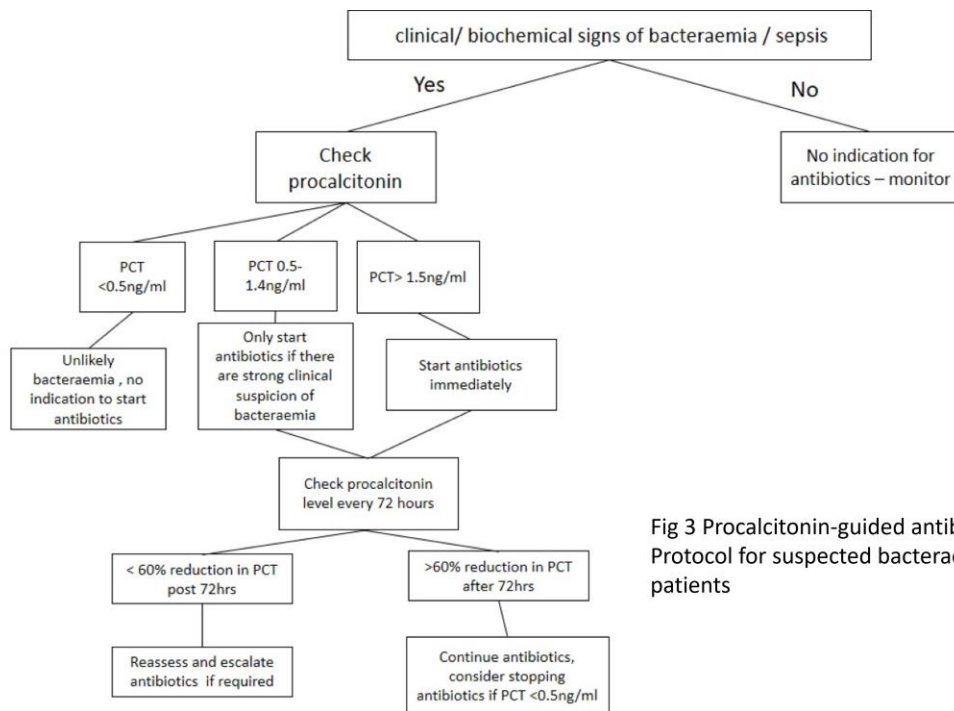 clinical/ biochemical signs of bacteraemia / sepsis
Yes
No
Check
procalcitonin
No indication for
antibiotics – monitor
PCT
<0.5ng/ml
PCT 0.5-
1.4ng/ml
PCT> 1.5ng/ml
Unlikely
bacteraemia , no
indication to start
antibiotics
Only start
antibiotics if there
are strong clinical
suspicion of
bacteraemia
Start antibiotics
immediately
Check procalcitonin
level every 72 hours
Fig 3 Procalcitonin-guided
Protocol for suspected
patients
< 60% reduction in PCT
post 72hrs
>60% reduction in PCT
after 72hrs
Reassess and escalate
antibiotics if required
Continue antibiotics,
consider stopping
antibiotics if PCT <0.5ng/ml